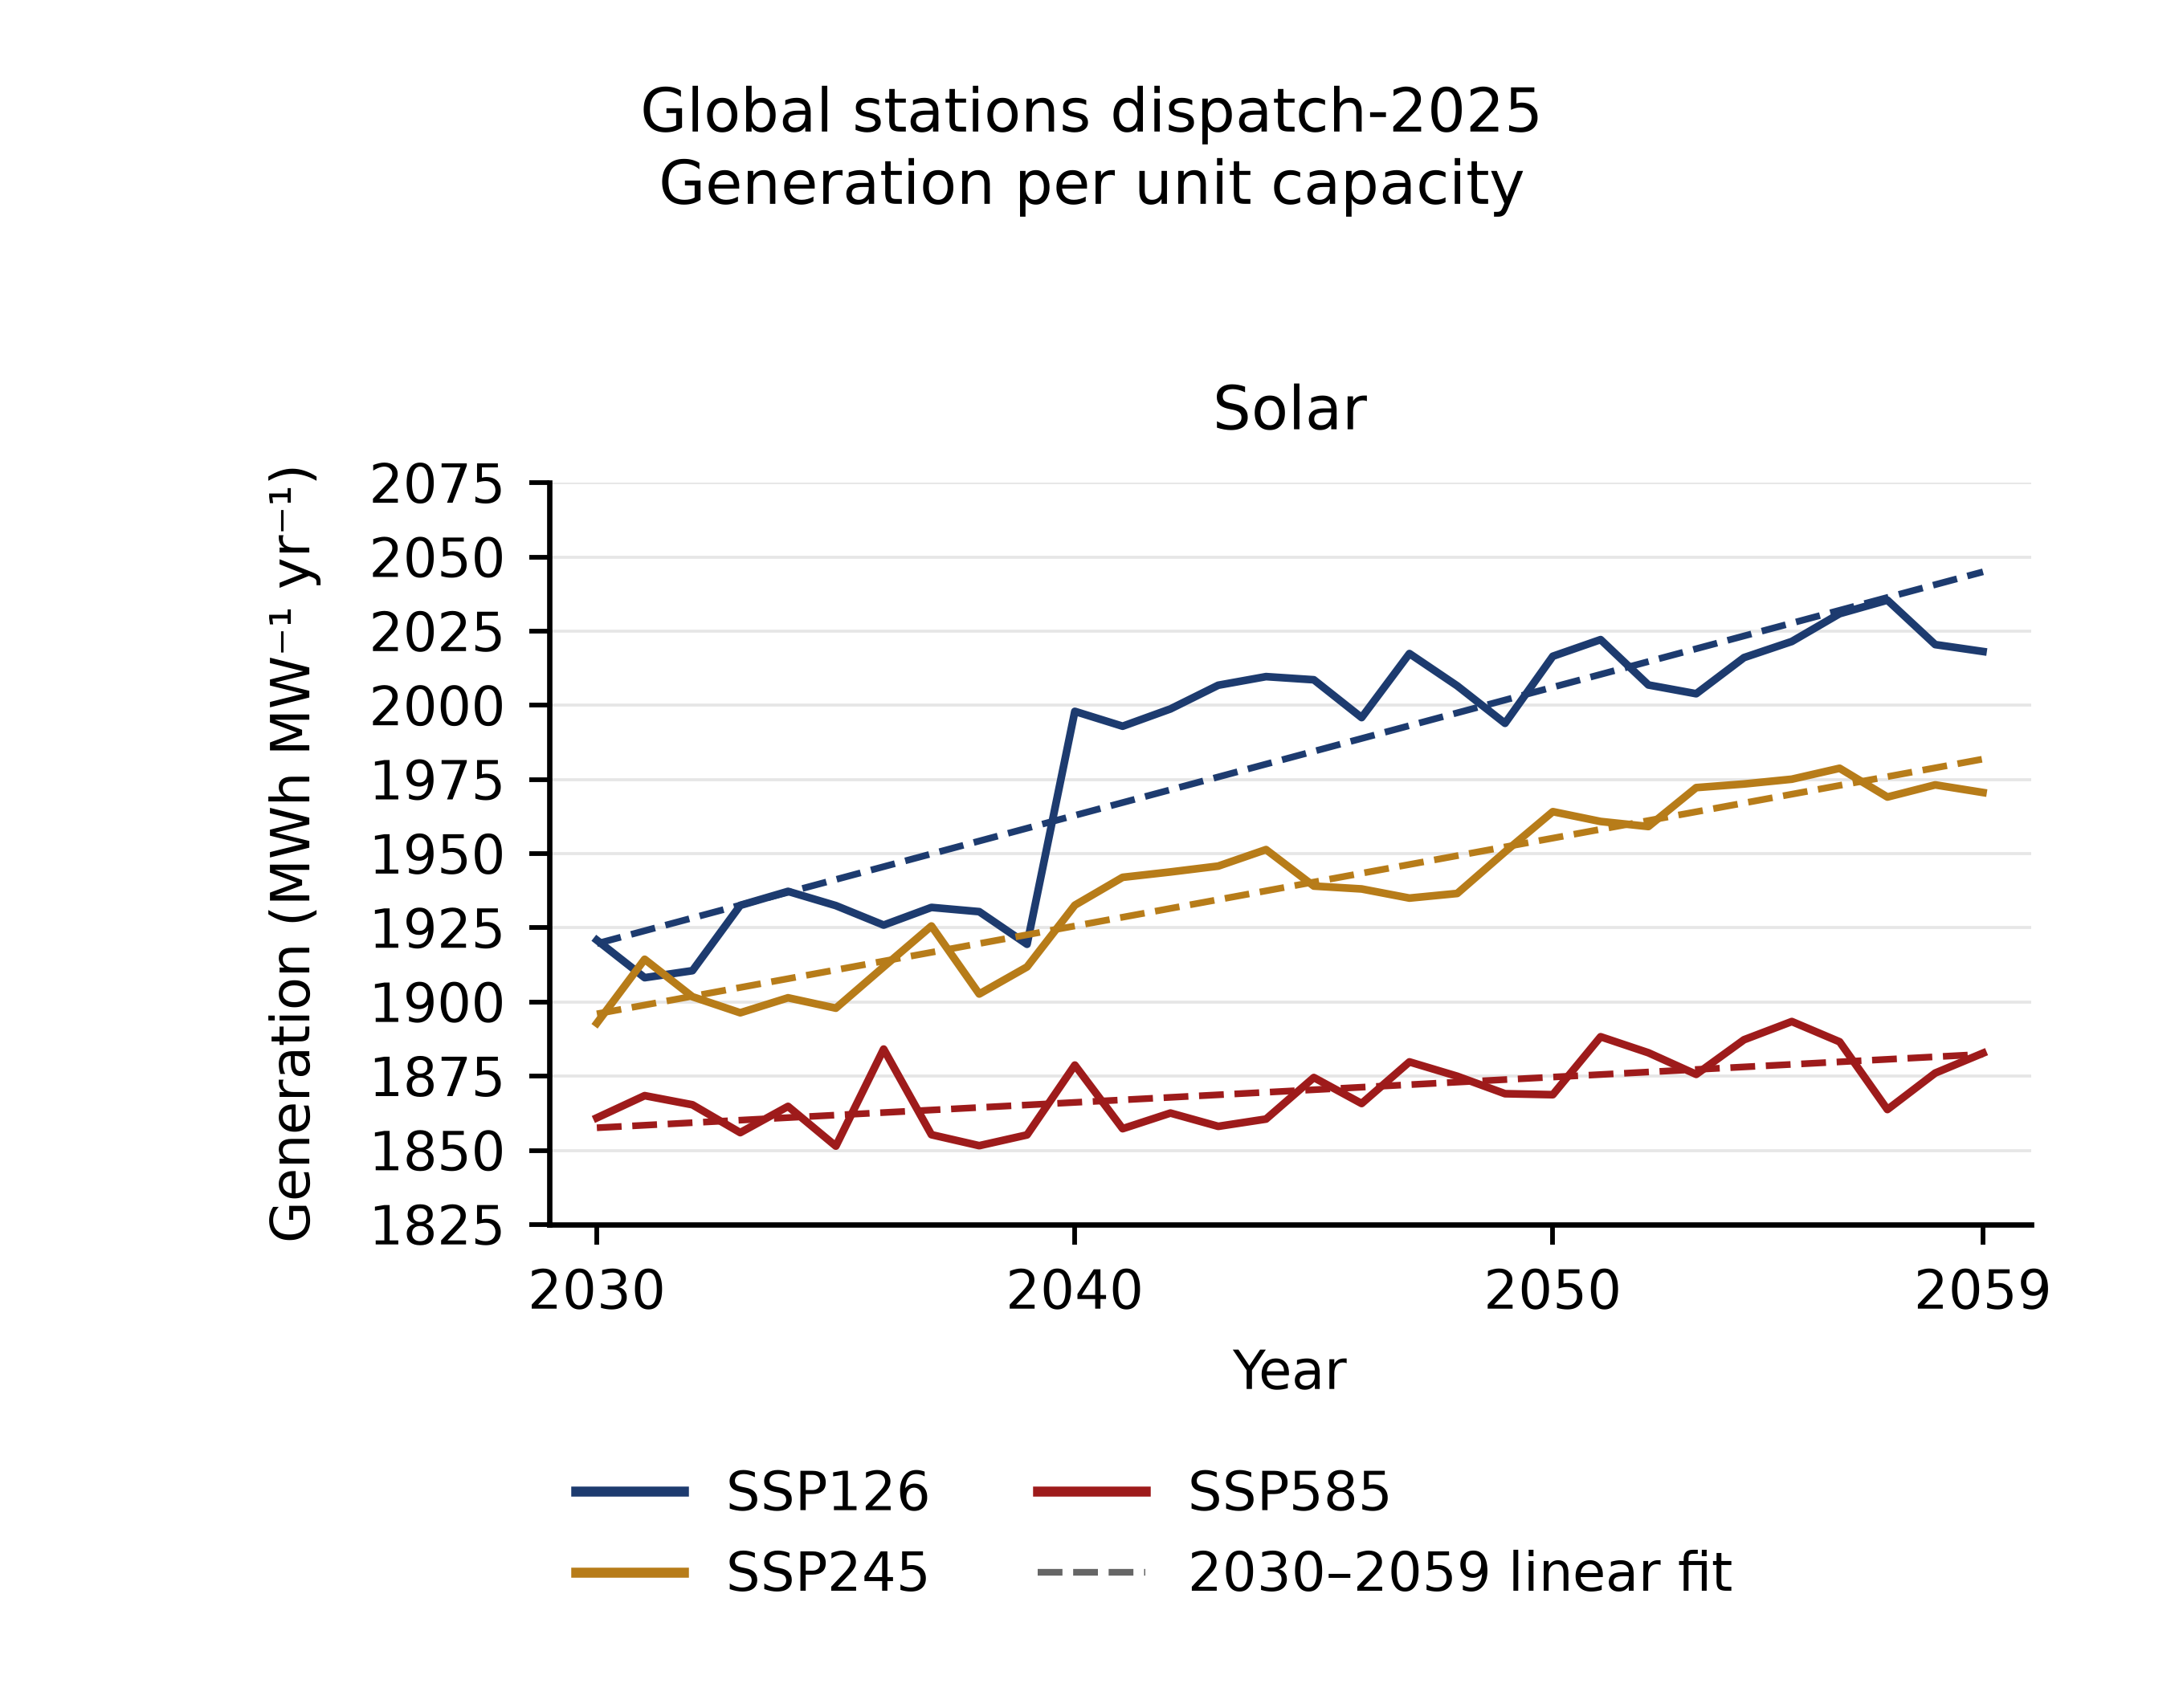 Global stations dispatch-2025
Generation per unit capacity
Solar
Generation (MWh MW⁻¹ yr⁻¹)
2075
2050
2025
2000
1975
1950
1925
1900
1875
1850
1825
2030 2040 2050 2059
Year
SSP126 SSP585
SSP245 2030–2059 linear fit